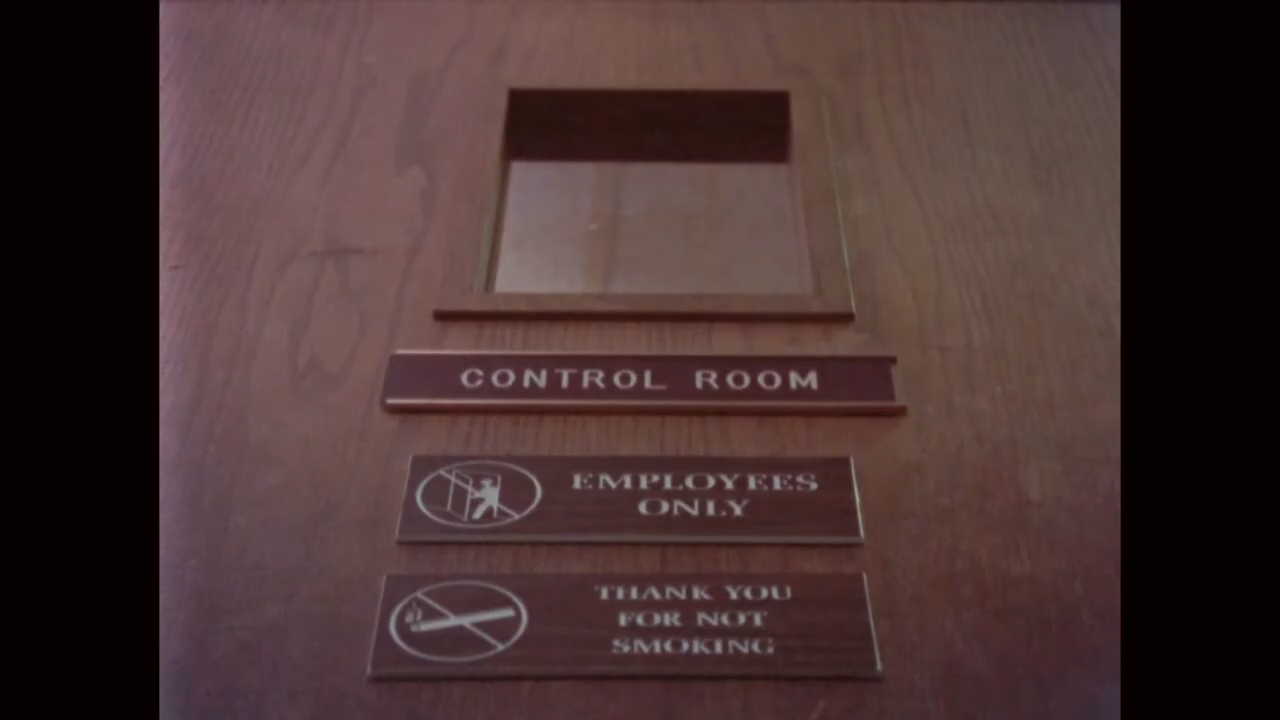 CONTROL ROOM
EMPLOYEES
ONLY
THANK YOU
FOR NOT
SMOKING